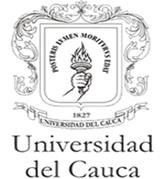 POSTERIS LVMEN MORITVRVS EDAT
1827
UNIVERSIDAD DEL CAUCA
Universidad
del Cauca